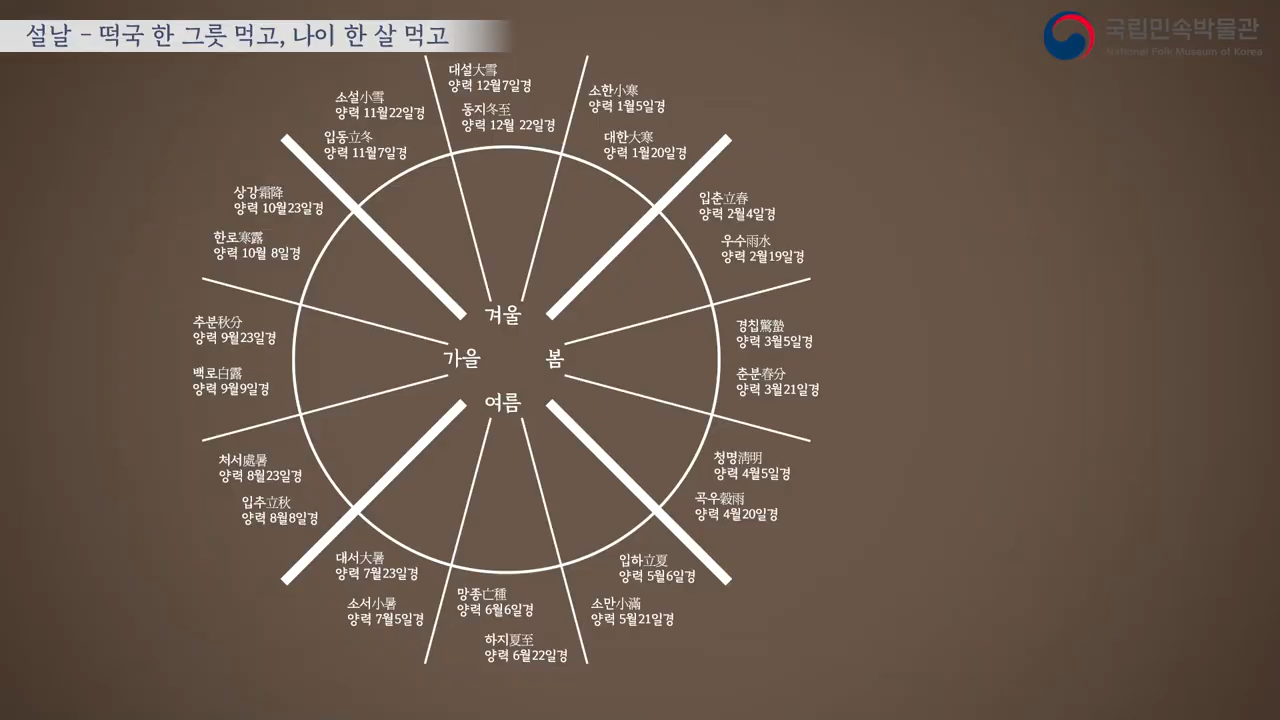 설날 - 떡국 한 그릇 먹고, 나이 한 살 먹고
국립민속박물관
National Folk Museum of Korea
대설大雪
양력 12월7일경
동지冬至
양력 12월 22일경
소한小寒
양력 1월5일경
대한大寒
양력 1월20일경
입춘立春
양력 2월4일경
우수雨水
양력 2월19일경
경칩驚蟄
양력 3월5일경
춘분春分
양력 3월21일경
청명淸明
양력 4월5일경
곡우穀雨
양력 4월20일경
입하立夏
양력 5월6일경
소만小滿
양력 5월21일경
망종亡種
양력 6월6일경
하지夏至
양력 6월22일경
소서小暑
양력 7월5일경
대서大暑
양력 7월23일경
입추立秋
양력 8월8일경
처서處暑
양력 8월23일경
백로白露
양력 9월9일경
추분秋分
양력 9월23일경
한로寒露
양력 10월 8일경
상강霜降
양력 10월23일경
입동立冬
양력 11월7일경
소설小雪
양력 11월22일경
겨울
가을
봄
여름